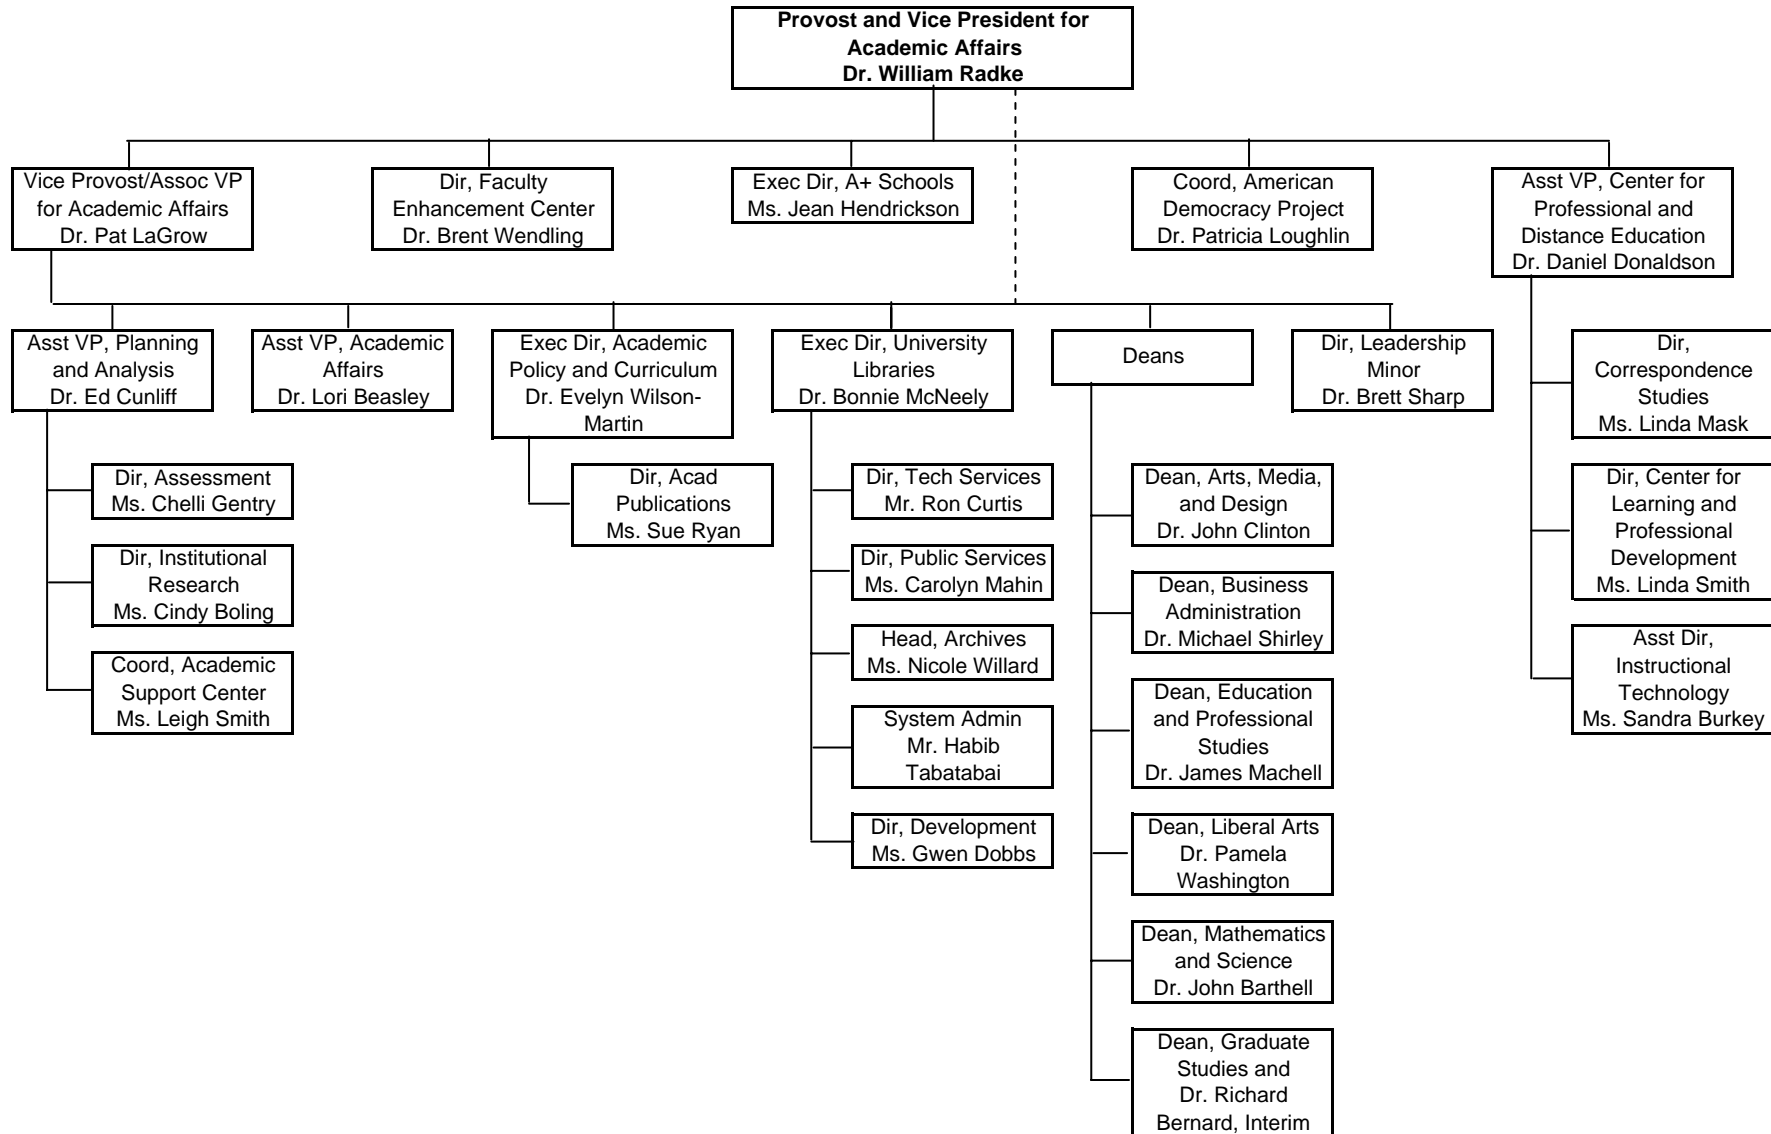 Provost and Vice President for
Academic Affairs
Dr. William Radke
Vice Provost/Assoc VP
for Academic Affairs
Dr. Pat LaGrow
Dir, Faculty
Enhancement Center
Dr. Brent Wendling
Exec Dir, A+ Schools
Ms. Jean Hendrickson
Coord, American
Democracy Project
Dr. Patricia Loughlin
Asst VP, Center for
Professional and
Distance Education
Dr. Daniel Donaldson
Asst VP, Planning
and Analysis
Dr. Ed Cunliff
Asst VP, Academic
Affairs
Dr. Lori Beasley
Exec Dir, Academic
Policy and Curriculum
Dr. Evelyn Wilson-
Martin
Exec Dir, University
Libraries
Dr. Bonnie McNeely
Deans
Dir, Leadership
Minor
Dr. Brett Sharp
Dir,
Correspondence
Studies
Ms. Linda Mask
Dir, Assessment
Ms. Chelli Gentry
Dir, Institutional
Research
Ms. Cindy Boling
Coord, Academic
Support Center
Ms. Leigh Smith
Dir, Acad
Publications
Ms. Sue Ryan
Dir, Tech Services
Mr. Ron Curtis
Dir, Public Services
Ms. Carolyn Mahin
Head, Archives
Ms. Nicole Willard
System Admin
Mr. Habib
Tabatabai
Dir, Development
Ms. Gwen Dobbs
Dean, Arts, Media,
and Design
Dr. John Clinton
Dean, Business
Administration
Dr. Michael Shirley
Dean, Education
and Professional
Studies
Dr. James Machell
Dean, Liberal Arts
Dr. Pamela
Washington
Dean, Mathematics
and Science
Dr. John Barthell
Dean, Graduate
Studies and
Dr. Richard
Bernard, Interim
Dir, Center for
Learning and
Professional
Development
Ms. Linda Smith
Asst Dir,
Instructional
Technology
Ms. Sandra Burkey